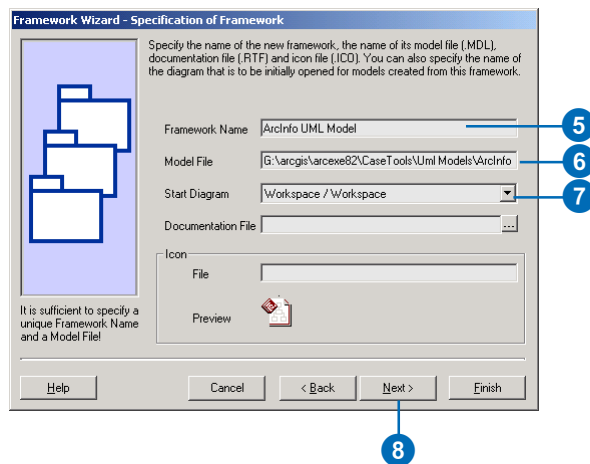 Framework Wizard - Specification of Framework
Specify the name of the new framework, the name of its model file (.MDL),
documentation file (.RTF) and icon file (.ICO). You can also specify the name of
the diagram that is to be initially opened for models created from this framework.
Framework Name ArcInfo UML Model 5
Model File G:\arcgis\arcexe82\CaseTools\Uml Models\ArcInfo 6
Start Diagram Workspace / Workspace 7
Documentation File ...
Icon
File
Preview
It is sufficient to specify a
unique Framework Name
and a Model File!
Help Cancel < Back Next > Finish
8